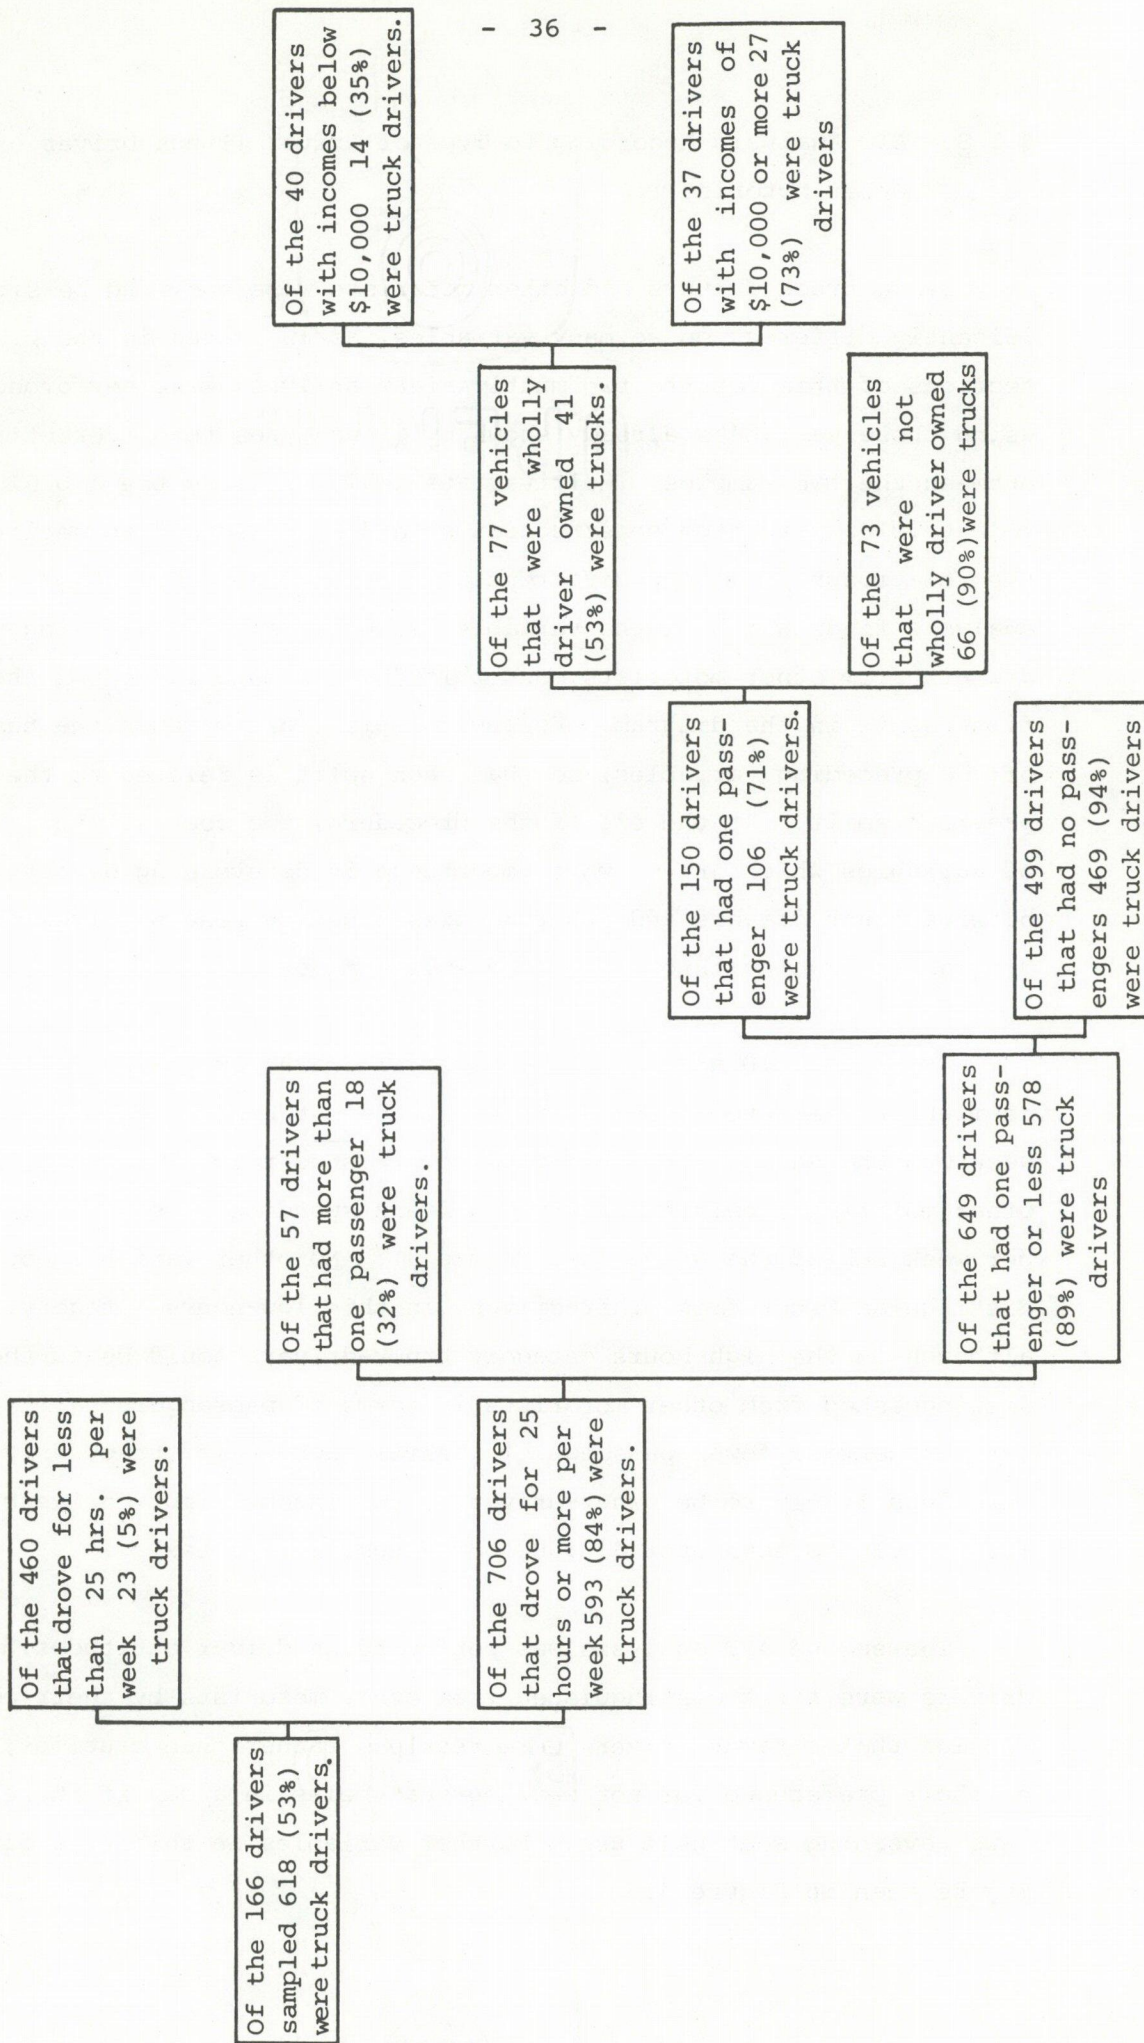 - 36 -
Of the 166 drivers
sampled 618 (53%)
were truck drivers.
Of the 460 drivers
that drove for less
than 25 hrs. per
week 23 (5%) were
truck drivers.
Of the 706 drivers
that drove for 25
hours or more per
week 593 (84%) were
truck drivers.
Of the 57 drivers
that had more than
one passenger 18
(32%) were truck
drivers.
Of the 649 drivers
that had one pass-
enger or less 578
(89%) were truck
drivers
Of the 150 drivers
that had one pass-
enger 106 (71%)
were truck drivers.
Of the 499 drivers
that had no pass-
engers 469 (94%)
were truck drivers
Of the 77 vehicles
that were wholly
driver owned 41
(53%) were trucks.
Of the 73 vehicles
that were not
wholly driver owned
66 (90%) were trucks
Of the 40 drivers
with incomes below
$10,000 14 (35%)
were truck drivers.
Of the 37 drivers
with incomes of
$10,000 or more 27
(73%) were truck
drivers